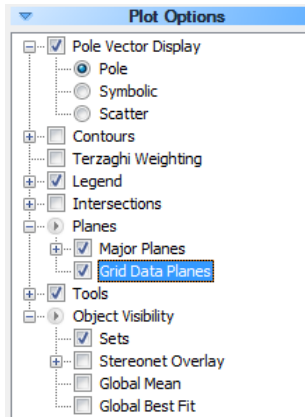 Plot Options
Pole Vector Display
Pole
Symbolic
Scatter
Contours
Terzaghi Weighting
Legend
Intersections
Planes
Major Planes
Grid Data Planes
Tools
Object Visibility
Sets
Stereonet Overlay
Global Mean
Global Best Fit